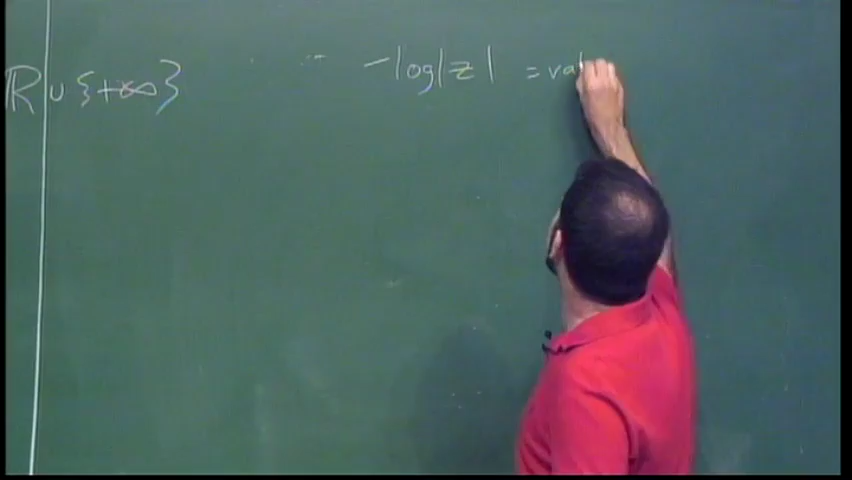 ℝ ∪ {+∞}
-log|z| = val